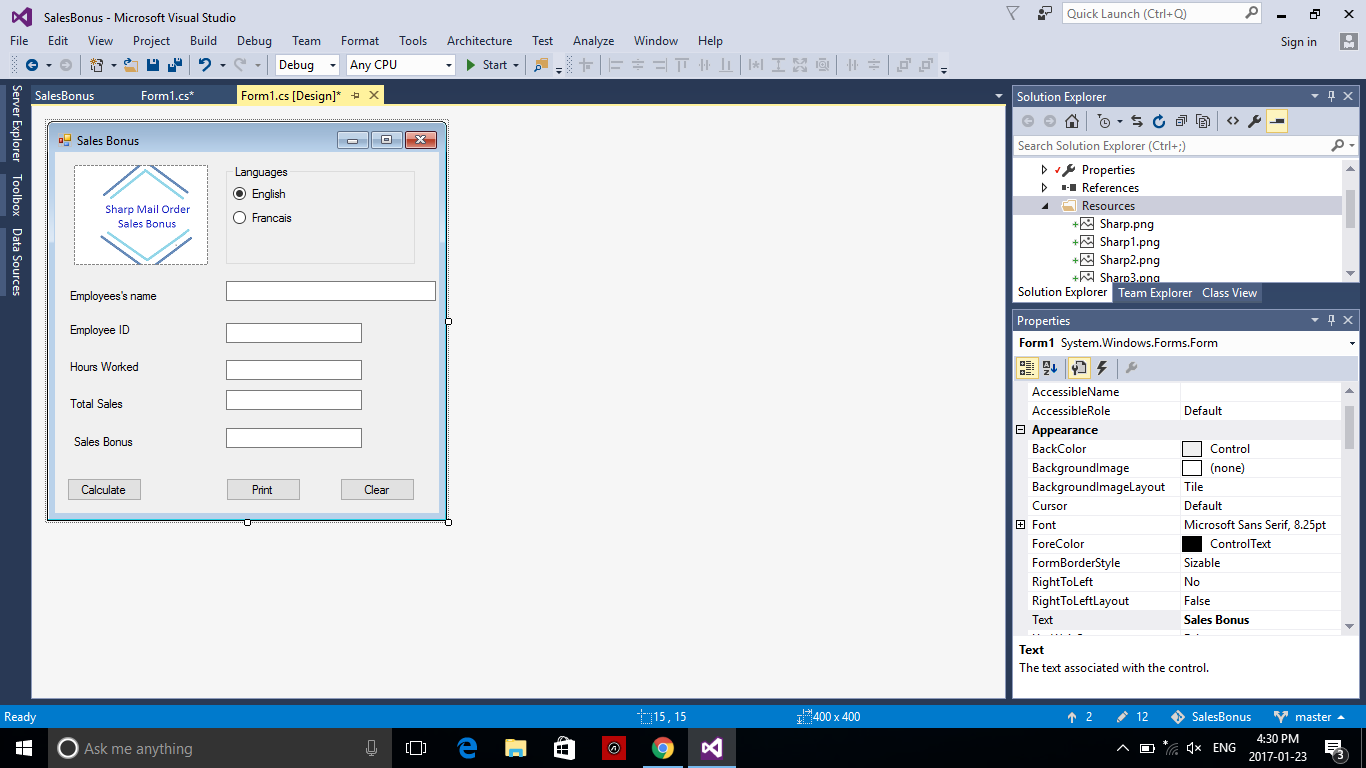 SalesBonus - Microsoft Visual Studio
Quick Launch (Ctrl+Q)
File Edit View Project Build Debug Team Format Tools Architecture Test Analyze Window Help
Sign in
Debug
Any CPU
Start
Server Explorer
Toolbox
Data Sources
SalesBonus
Form1.cs*
Form1.cs [Design]*
Sales Bonus
Sharp Mail Order
Sales Bonus
Languages
English
Francais
Employees's name
Employee ID
Hours Worked
Total Sales
Sales Bonus
Calculate
Print
Clear
Solution Explorer
Search Solution Explorer (Ctrl+;)
Properties
References
Resources
Sharp.png
Sharp1.png
Sharp2.png
Sharp3.png
Solution Explorer Team Explorer Class View
Properties
Form1 System.Windows.Forms.Form
AccessibleName
AccessibleRole Default
Appearance
BackColor Control
BackgroundImage (none)
BackgroundImageLayout Tile
Cursor Default
Font Microsoft Sans Serif, 8.25pt
ForeColor ControlText
FormBorderStyle Sizable
RightToLeft No
RightToLeftLayout False
Text Sales Bonus
Text
The text associated with the control.
Ready
15 , 15
400 x 400
2
12
SalesBonus
master
Ask me anything
ENG
4:30 PM
2017-01-23
3